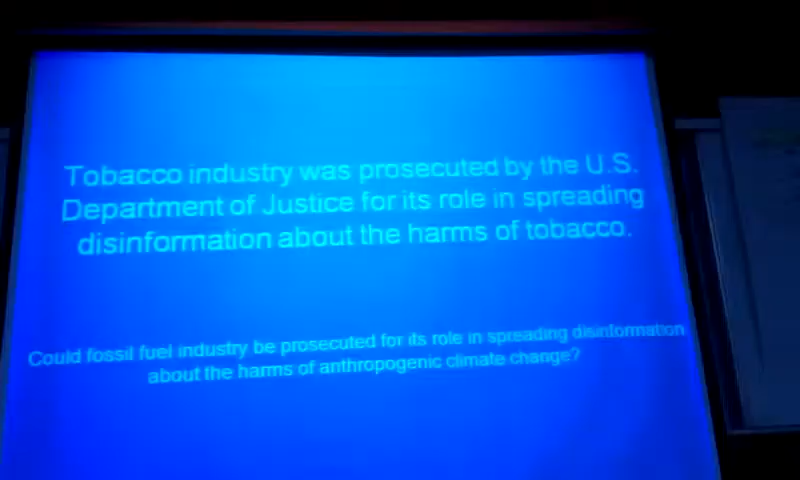 Tobacco industry was prosecuted by the U.S.
Department of Justice for its role in spreading
disinformation about the harms of tobacco.
Could fossil fuel industry be prosecuted for its role in spreading disinformation
about the harms of anthropogenic climate change?